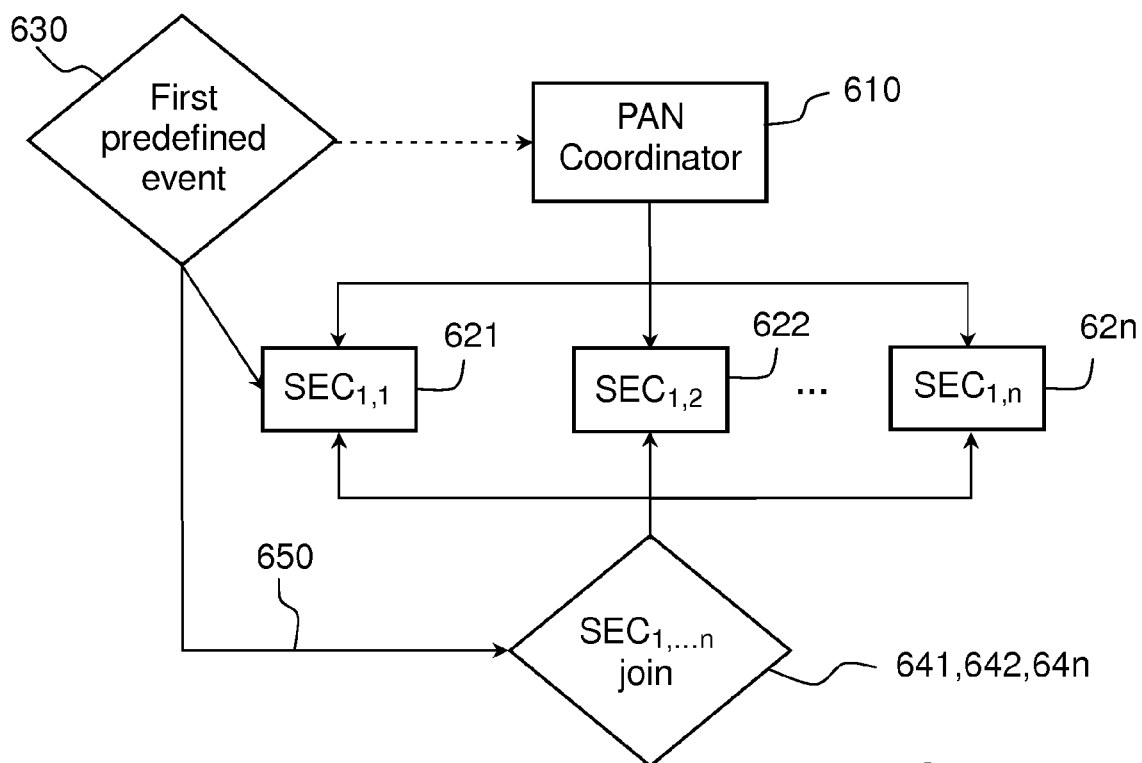 630
First
predefined
event
PAN
Coordinator
610
621
622
62n
SEC1,1
SEC1,2
...
SEC1,n
650
SEC1,...n
join
641,642,64n